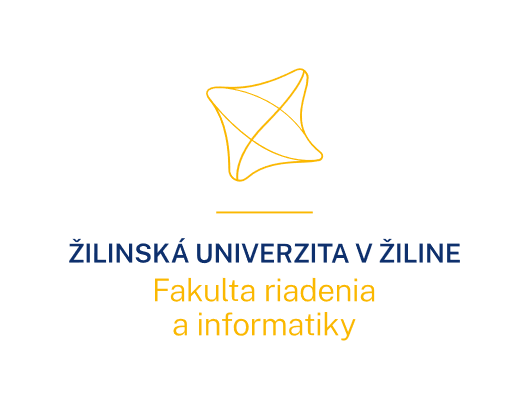 ŽILINSKÁ UNIVERZITA V ŽILINE
Fakulta riadenia
a informatiky